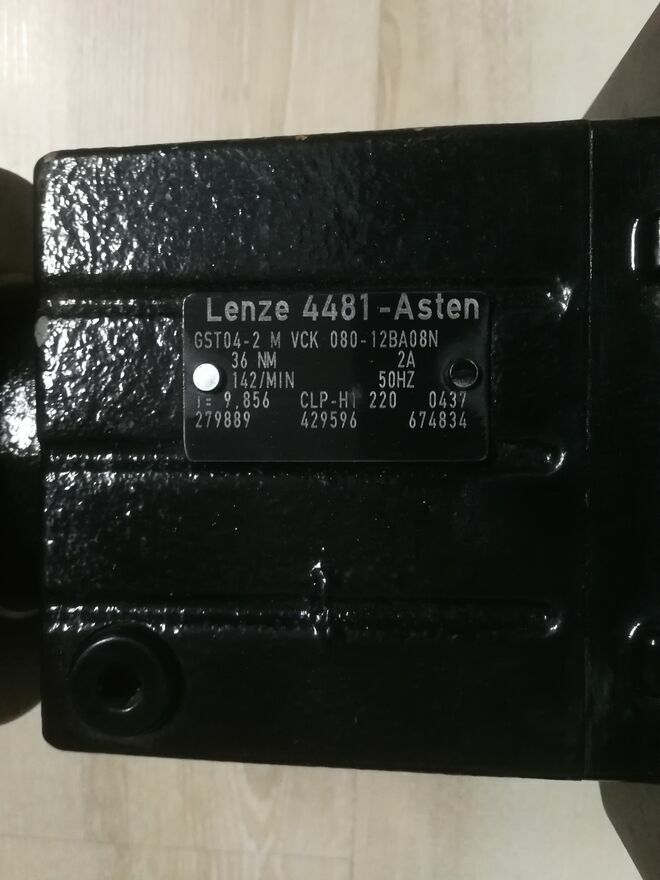 Lenze 4481-Asten
GST04-2 M VCK 080-12BA08N
36 NM 2A
142/MIN 50HZ
i= 9,856 CLP-H1 220 0437
279889 429596 674834